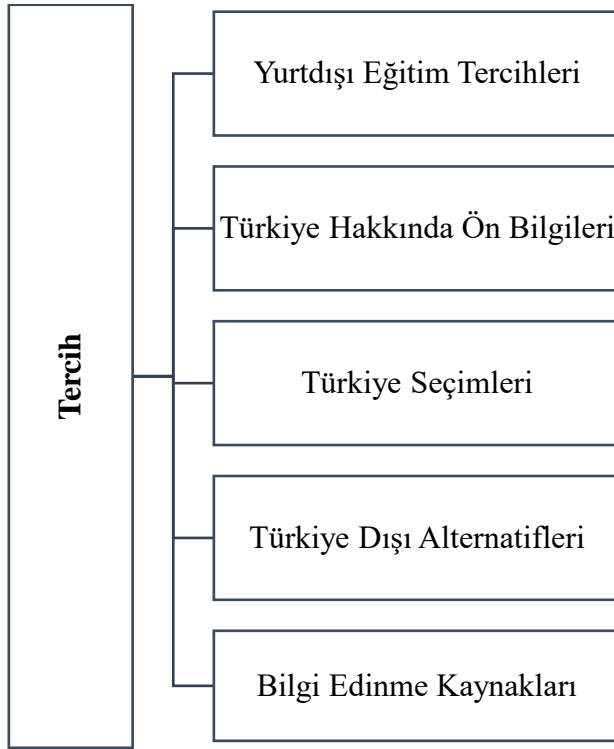 Tercih
Yurtdışı Eğitim Tercihleri
Türkiye Hakkında Ön Bilgileri
Türkiye Seçimleri
Türkiye Dışı Alternatifleri
Bilgi Edinme Kaynakları